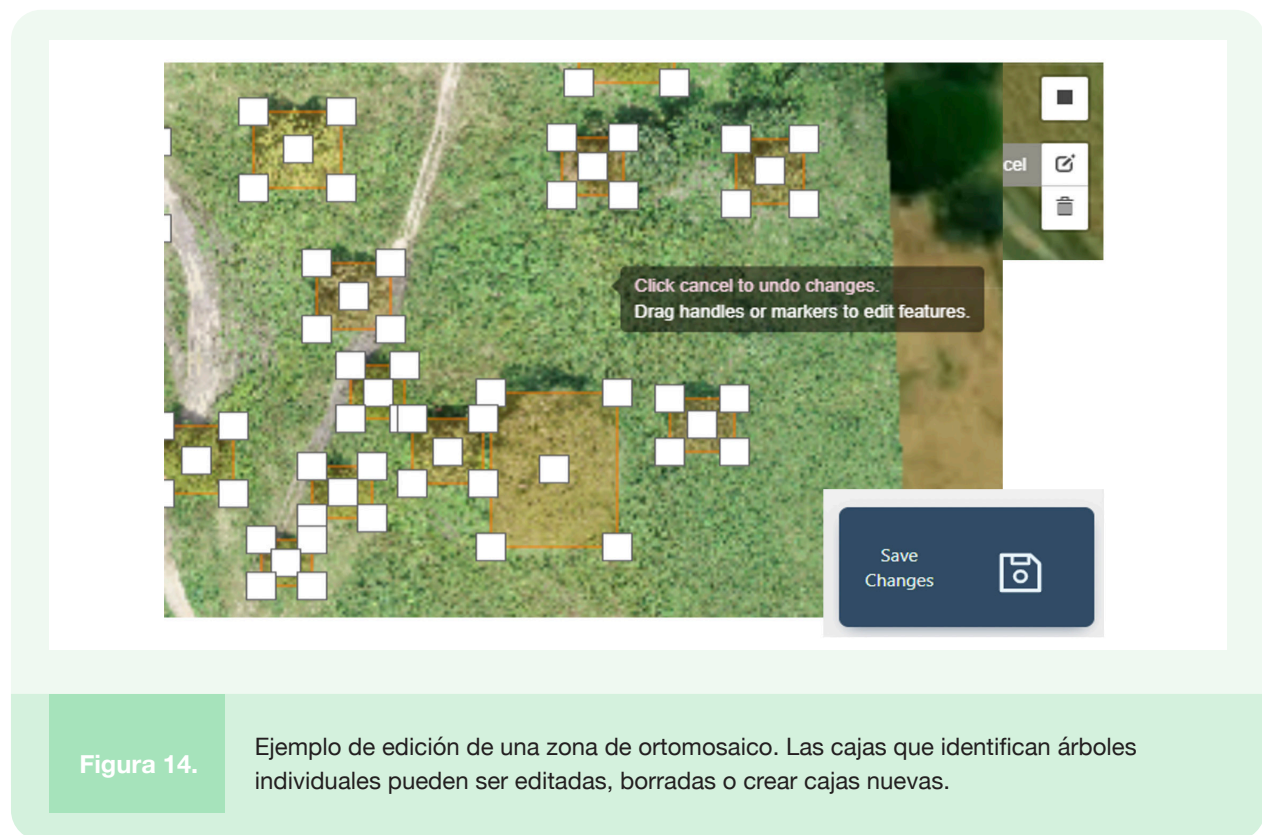 cel
Click cancel to undo changes.
Drag handles or markers to edit features.
Save
Changes
Figura 14.
Ejemplo de edición de una zona de ortomosaico. Las cajas que identifican árboles
individuales pueden ser editadas, borradas o crear cajas nuevas.